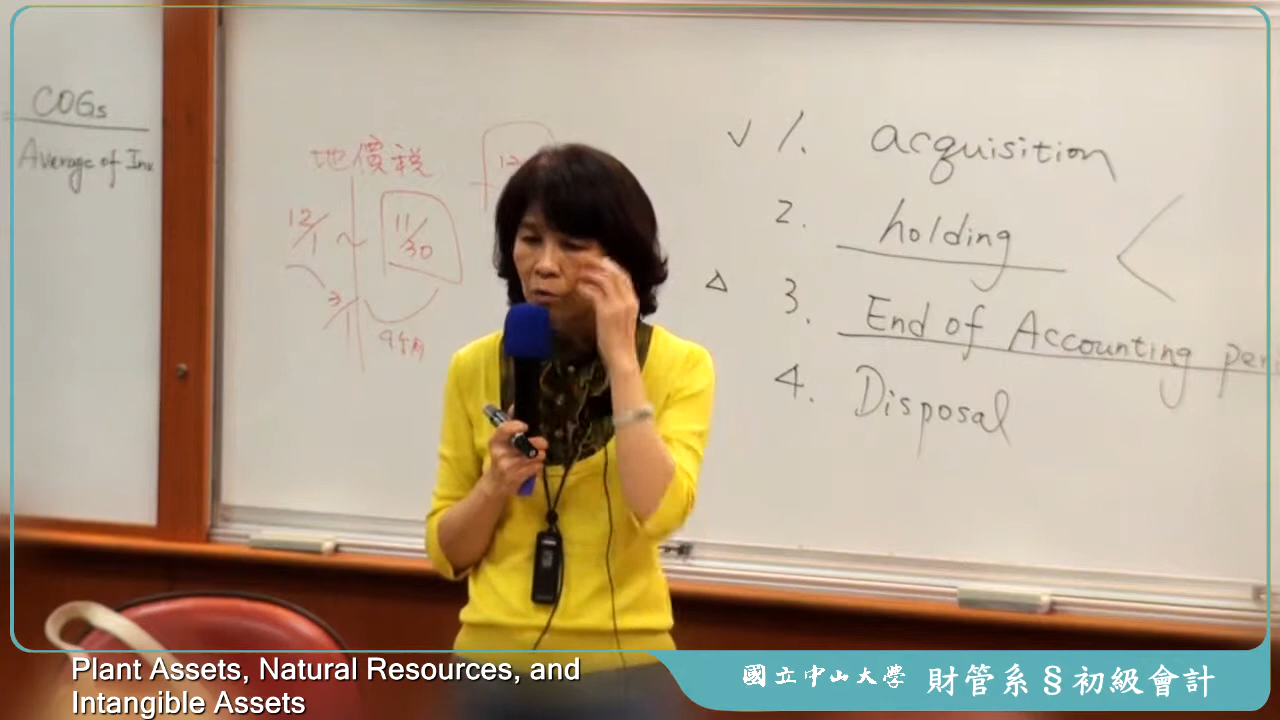 COGs
Average of Inv
地價稅
12/1 ~ 11/30
3/1
9个月
12
✓ 1. acquisition
2. holding
△ 3. End of Accounting per
4. Disposal
Plant Assets, Natural Resources, and
Intangible Assets
國立中山大學 財管系§初級會計